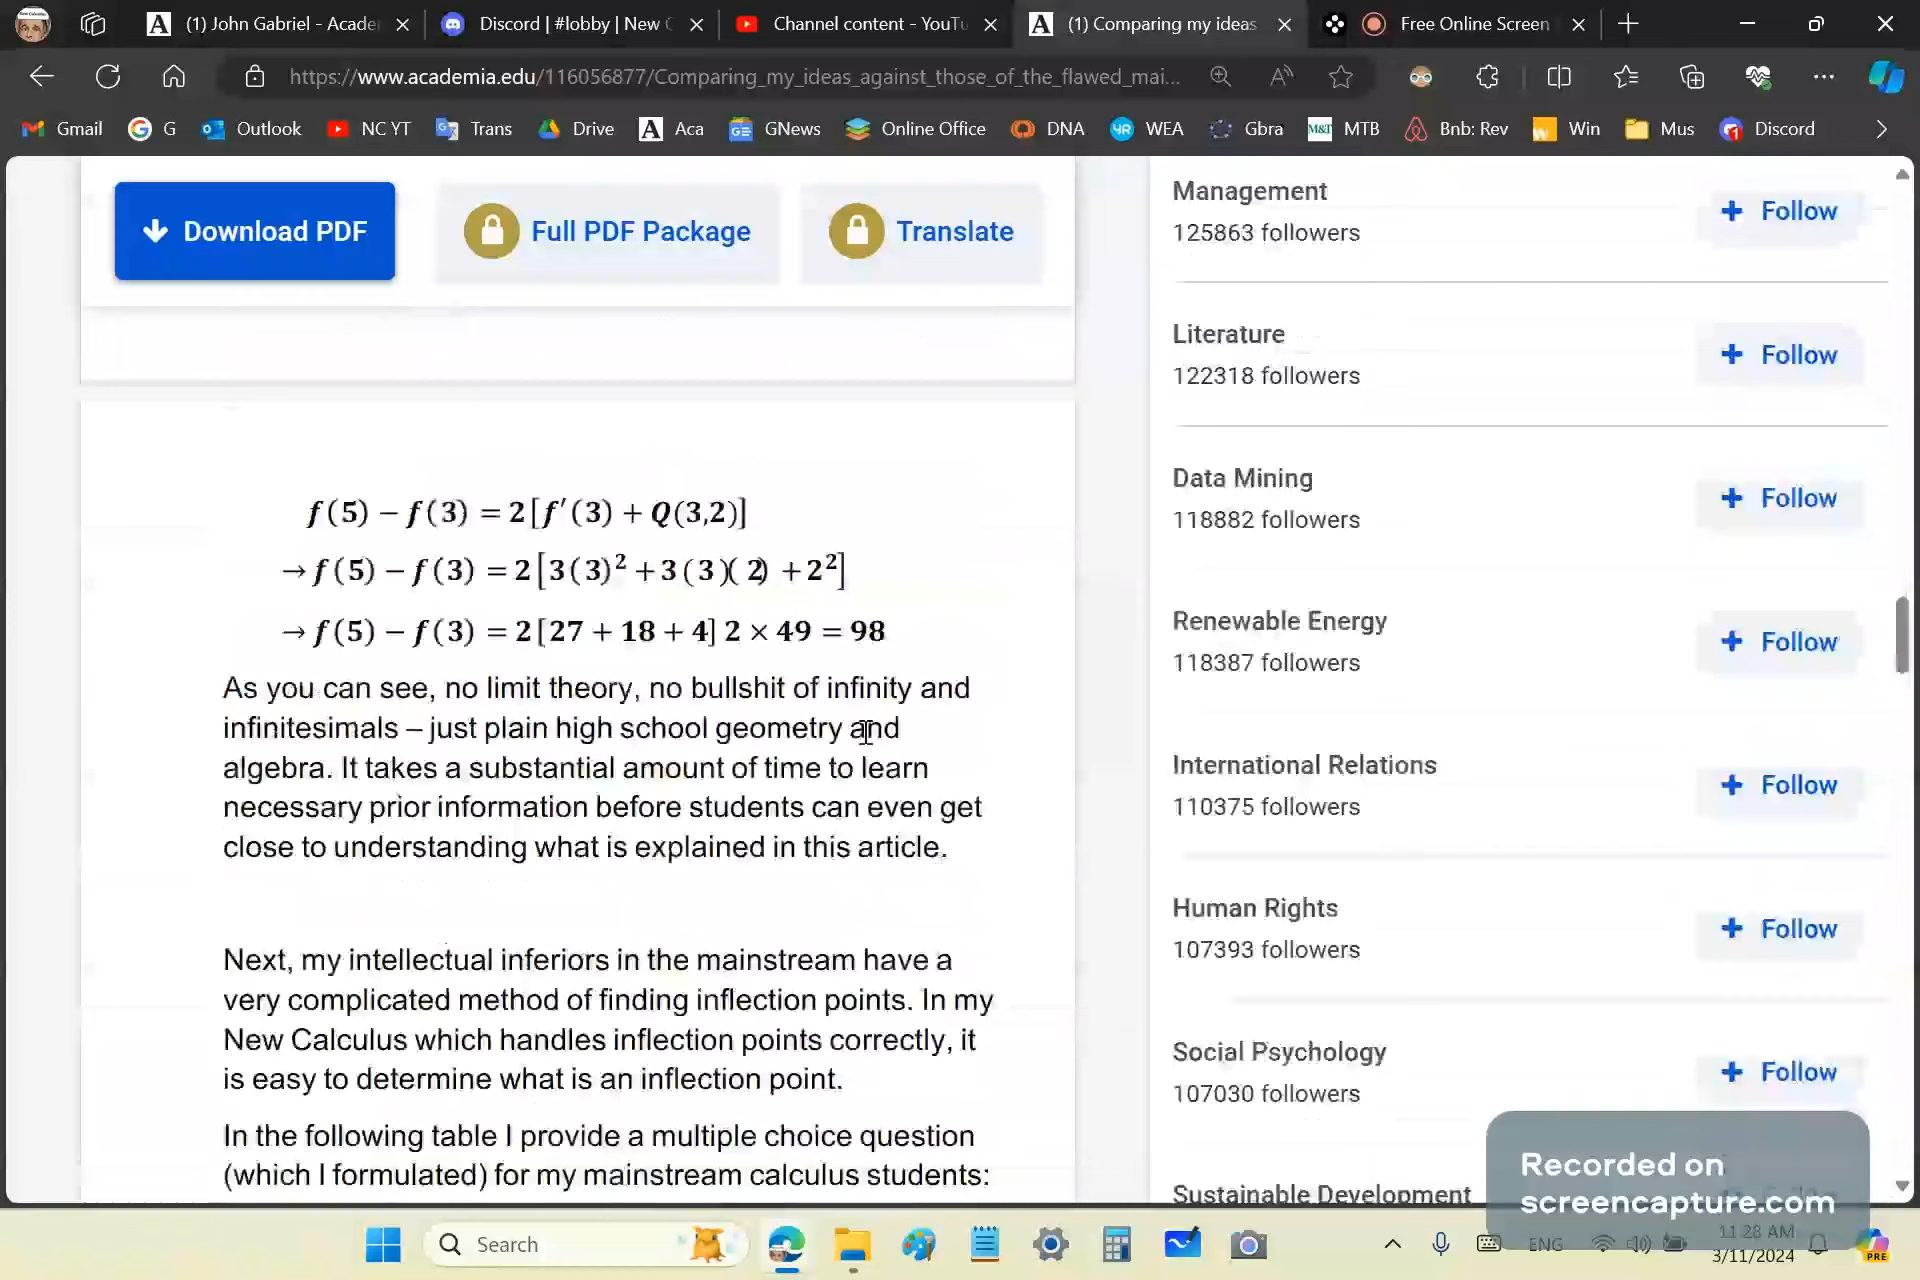 (1) John Gabriel - Acade
Discord | #lobby | New C
Channel content - YouTu
(1) Comparing my ideas
Free Online Screen
https://www.academia.edu/116056877/Comparing_my_ideas_against_those_of_the_flawed_mai...
Gmail
G
Outlook
NC YT
Trans
Drive
Aca
GNews
Online Office
DNA
WEA
Gbra
MTB
Bnb: Rev
Win
Mus
Discord
Download PDF
Full PDF Package
Translate
f(5) − f(3) = 2[f′(3) + Q(3,2)]
→ f(5) − f(3) = 2[3(3)² + 3(3)(2) + 2²]
→ f(5) − f(3) = 2[27 + 18 + 4] 2 × 49 = 98
As you can see, no limit theory, no bullshit of infinity and
infinitesimals – just plain high school geometry and
algebra. It takes a substantial amount of time to learn
necessary prior information before students can even get
close to understanding what is explained in this article.
Next, my intellectual inferiors in the mainstream have a
very complicated method of finding inflection points. In my
New Calculus which handles inflection points correctly, it
is easy to determine what is an inflection point.
In the following table I provide a multiple choice question
(which I formulated) for my mainstream calculus students:
Management
125863 followers
+ Follow
Literature
122318 followers
+ Follow
Data Mining
118882 followers
+ Follow
Renewable Energy
118387 followers
+ Follow
International Relations
110375 followers
+ Follow
Human Rights
107393 followers
+ Follow
Social Psychology
107030 followers
+ Follow
Sustainable Development
Recorded on
screencapture.com
Search
ENG
11:28 AM
3/11/2024
PRE